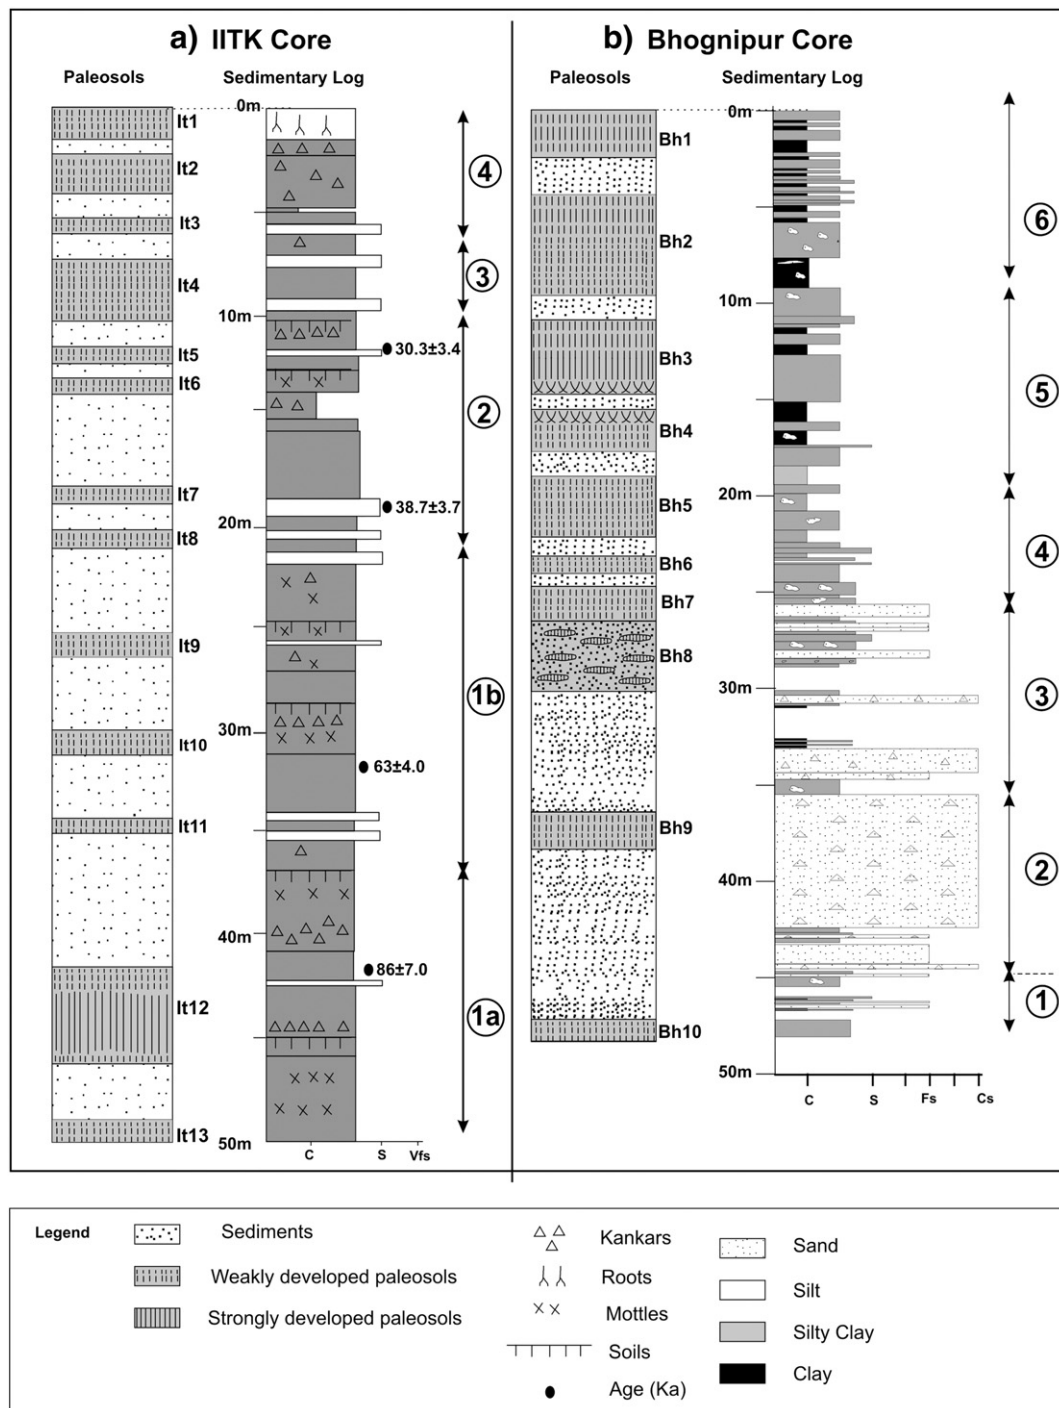 a) IITK Core
Paleosols
Sedimentary Log
0m
It1
It2
It3
It4
It5
It6
It7
It8
It9
It10
It11
It12
It13
10m
20m
30m
40m
50m
30.3±3.4
38.7±3.7
63±4.0
86±7.0
4
3
2
1b
1a
C S Vfs
b) Bhognipur Core
Paleosols
Sedimentary Log
Bh1
Bh2
Bh3
Bh4
Bh5
Bh6
Bh7
Bh8
Bh9
Bh10
0m
10m
20m
30m
40m
50m
6
5
4
3
2
1
C S Fs Cs
Legend
Sediments
Weakly developed paleosols
Strongly developed paleosols
Kankars
Roots
Mottles
Soils
Age (Ka)
Sand
Silt
Silty Clay
Clay